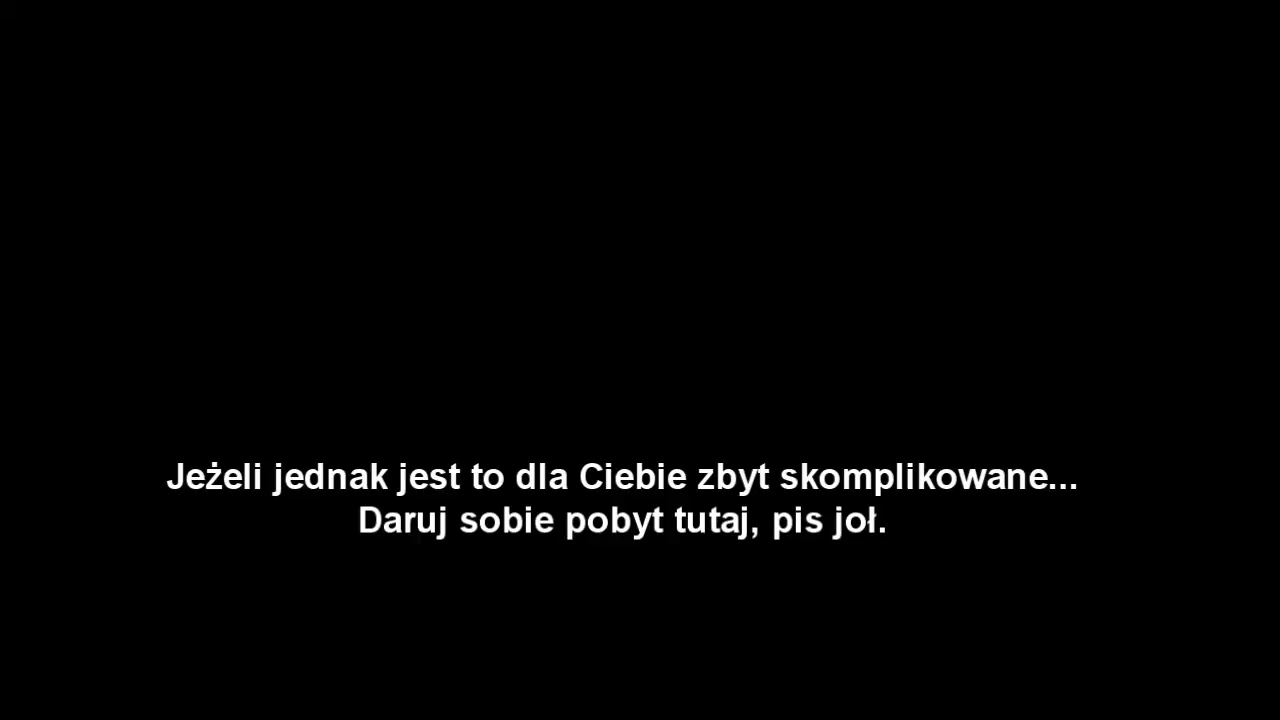 Jeżeli jednak jest to dla Ciebie zbyt skomplikowane...
Daruj sobie pobyt tutaj, pis joł.